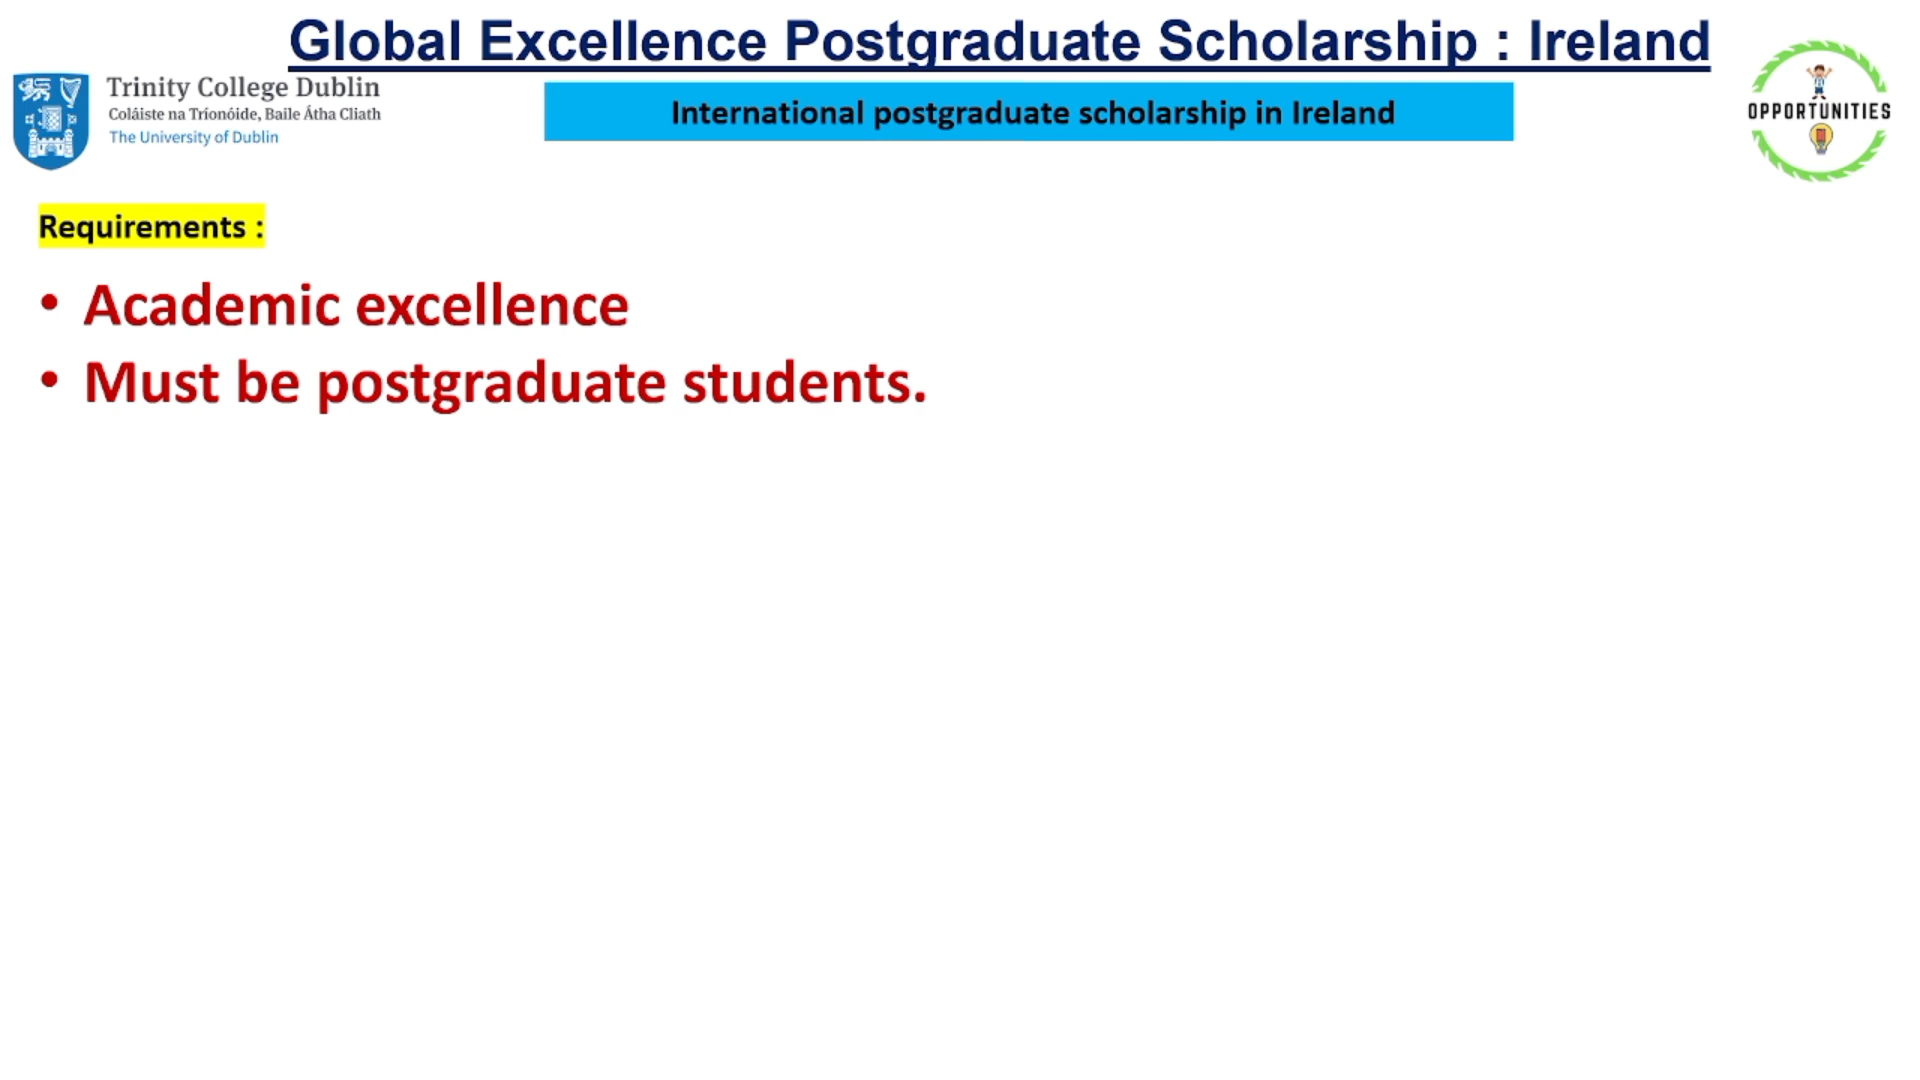 Global Excellence Postgraduate Scholarship : Ireland
Trinity College Dublin
Coláiste na Tríonóide, Baile Átha Cliath
The University of Dublin
International postgraduate scholarship in Ireland
OPPORTUNITIES
Requirements :
• Academic excellence
• Must be postgraduate students.